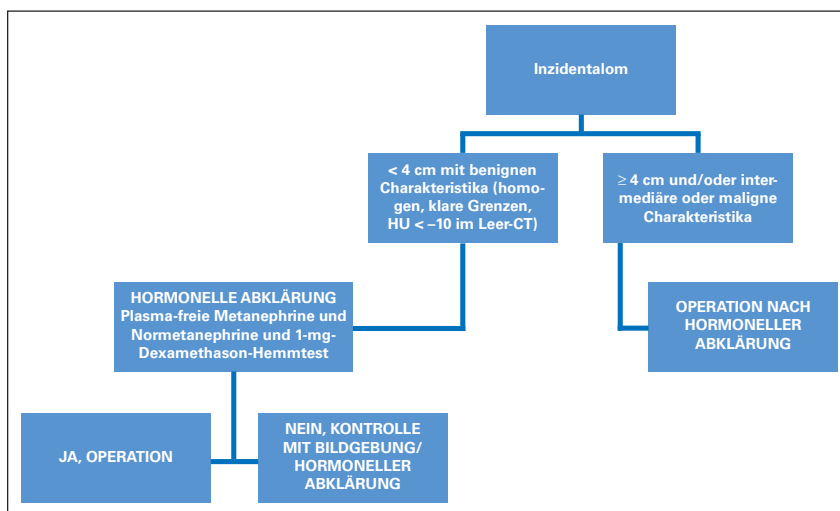 Inzidentalom
< 4 cm mit benignen
Charakteristika (homo-
gen, klare Grenzen,
HU < –10 im Leer-CT)
≥ 4 cm und/oder inter-
mediäre oder maligne
Charakteristika
HORMONELLE ABKLÄRUNG
Plasma-freie Metanephrine und
Normetanephrine und 1-mg-
Dexamethason-Hemmtest
OPERATION NACH
HORMONELLER
ABKLÄRUNG
JA, OPERATION
NEIN, KONTROLLE
MIT BILDGEBUNG/
HORMONELLER
ABKLÄRUNG